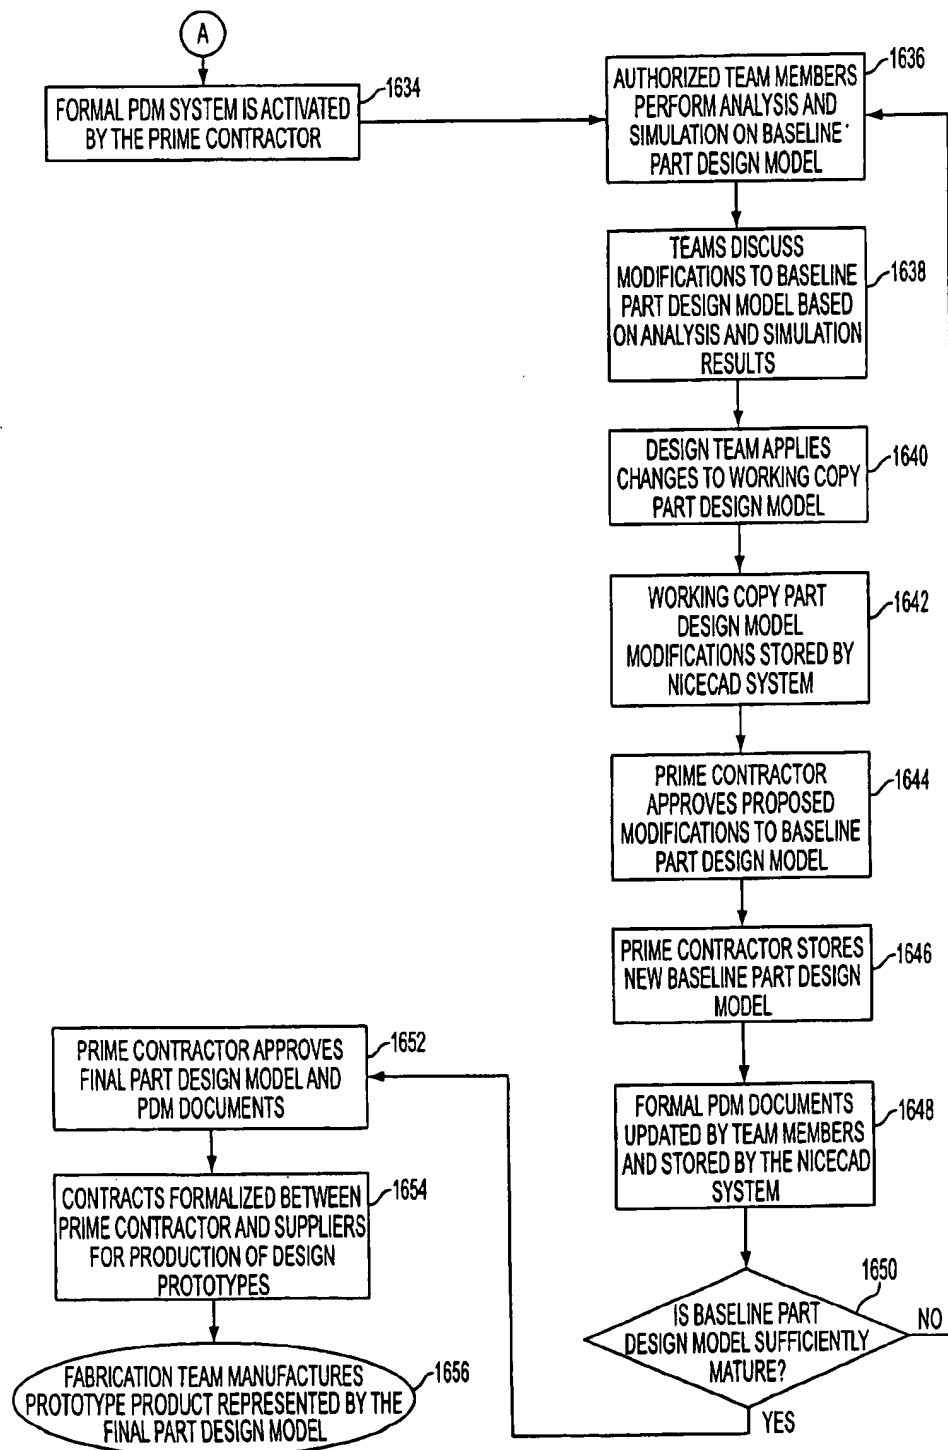 A
FORMAL PDM SYSTEM IS ACTIVATED
BY THE PRIME CONTRACTOR
1634
AUTHORIZED TEAM MEMBERS
PERFORM ANALYSIS AND
SIMULATION ON BASELINE
PART DESIGN MODEL
1636
TEAMS DISCUSS
MODIFICATIONS TO BASELINE
PART DESIGN MODEL BASED
ON ANALYSIS AND SIMULATION
RESULTS
1638
DESIGN TEAM APPLIES
CHANGES TO WORKING COPY
PART DESIGN MODEL
1640
WORKING COPY PART
DESIGN MODEL
MODIFICATIONS STORED BY
NICECAD SYSTEM
1642
PRIME CONTRACTOR
APPROVES PROPOSED
MODIFICATIONS TO BASELINE
PART DESIGN MODEL
1644
PRIME CONTRACTOR STORES
NEW BASELINE PART DESIGN
MODEL
1646
FORMAL PDM DOCUMENTS
UPDATED BY TEAM MEMBERS
AND STORED BY THE NICECAD
SYSTEM
1648
IS BASELINE PART
DESIGN MODEL SUFFICIENTLY
MATURE?
1650
NO
YES
PRIME CONTRACTOR APPROVES
FINAL PART DESIGN MODEL AND
PDM DOCUMENTS
1652
CONTRACTS FORMALIZED BETWEEN
PRIME CONTRACTOR AND SUPPLIERS
FOR PRODUCTION OF DESIGN
PROTOTYPES
1654
FABRICATION TEAM MANUFACTURES
PROTOTYPE PRODUCT REPRESENTED BY THE
FINAL PART DESIGN MODEL
1656